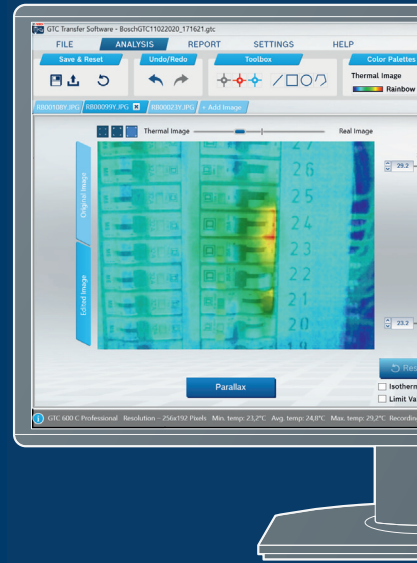 GTC Transfer Software - BoschGTC11022020_171621.gtc
FILE ANALYSIS REPORT SETTINGS HELP
Save & Reset Undo/Redo Toolbox Color Palettes
Thermal Image
Rainbow
RB00108Y.JPG RB00099Y.JPG RB00023Y.JPG + Add Image
Thermal Image Real Image
Original Image
Edited Image
27
26
25
24
23
22
21
20
19
29.2
23.2
Parallax
Isotherm
Limit Va
GTC 600 C Professional Resolution - 256x192 Pixels Min. temp: 23,2°C Avg. temp: 24,8°C Max. temp: 29,2°C Recordin